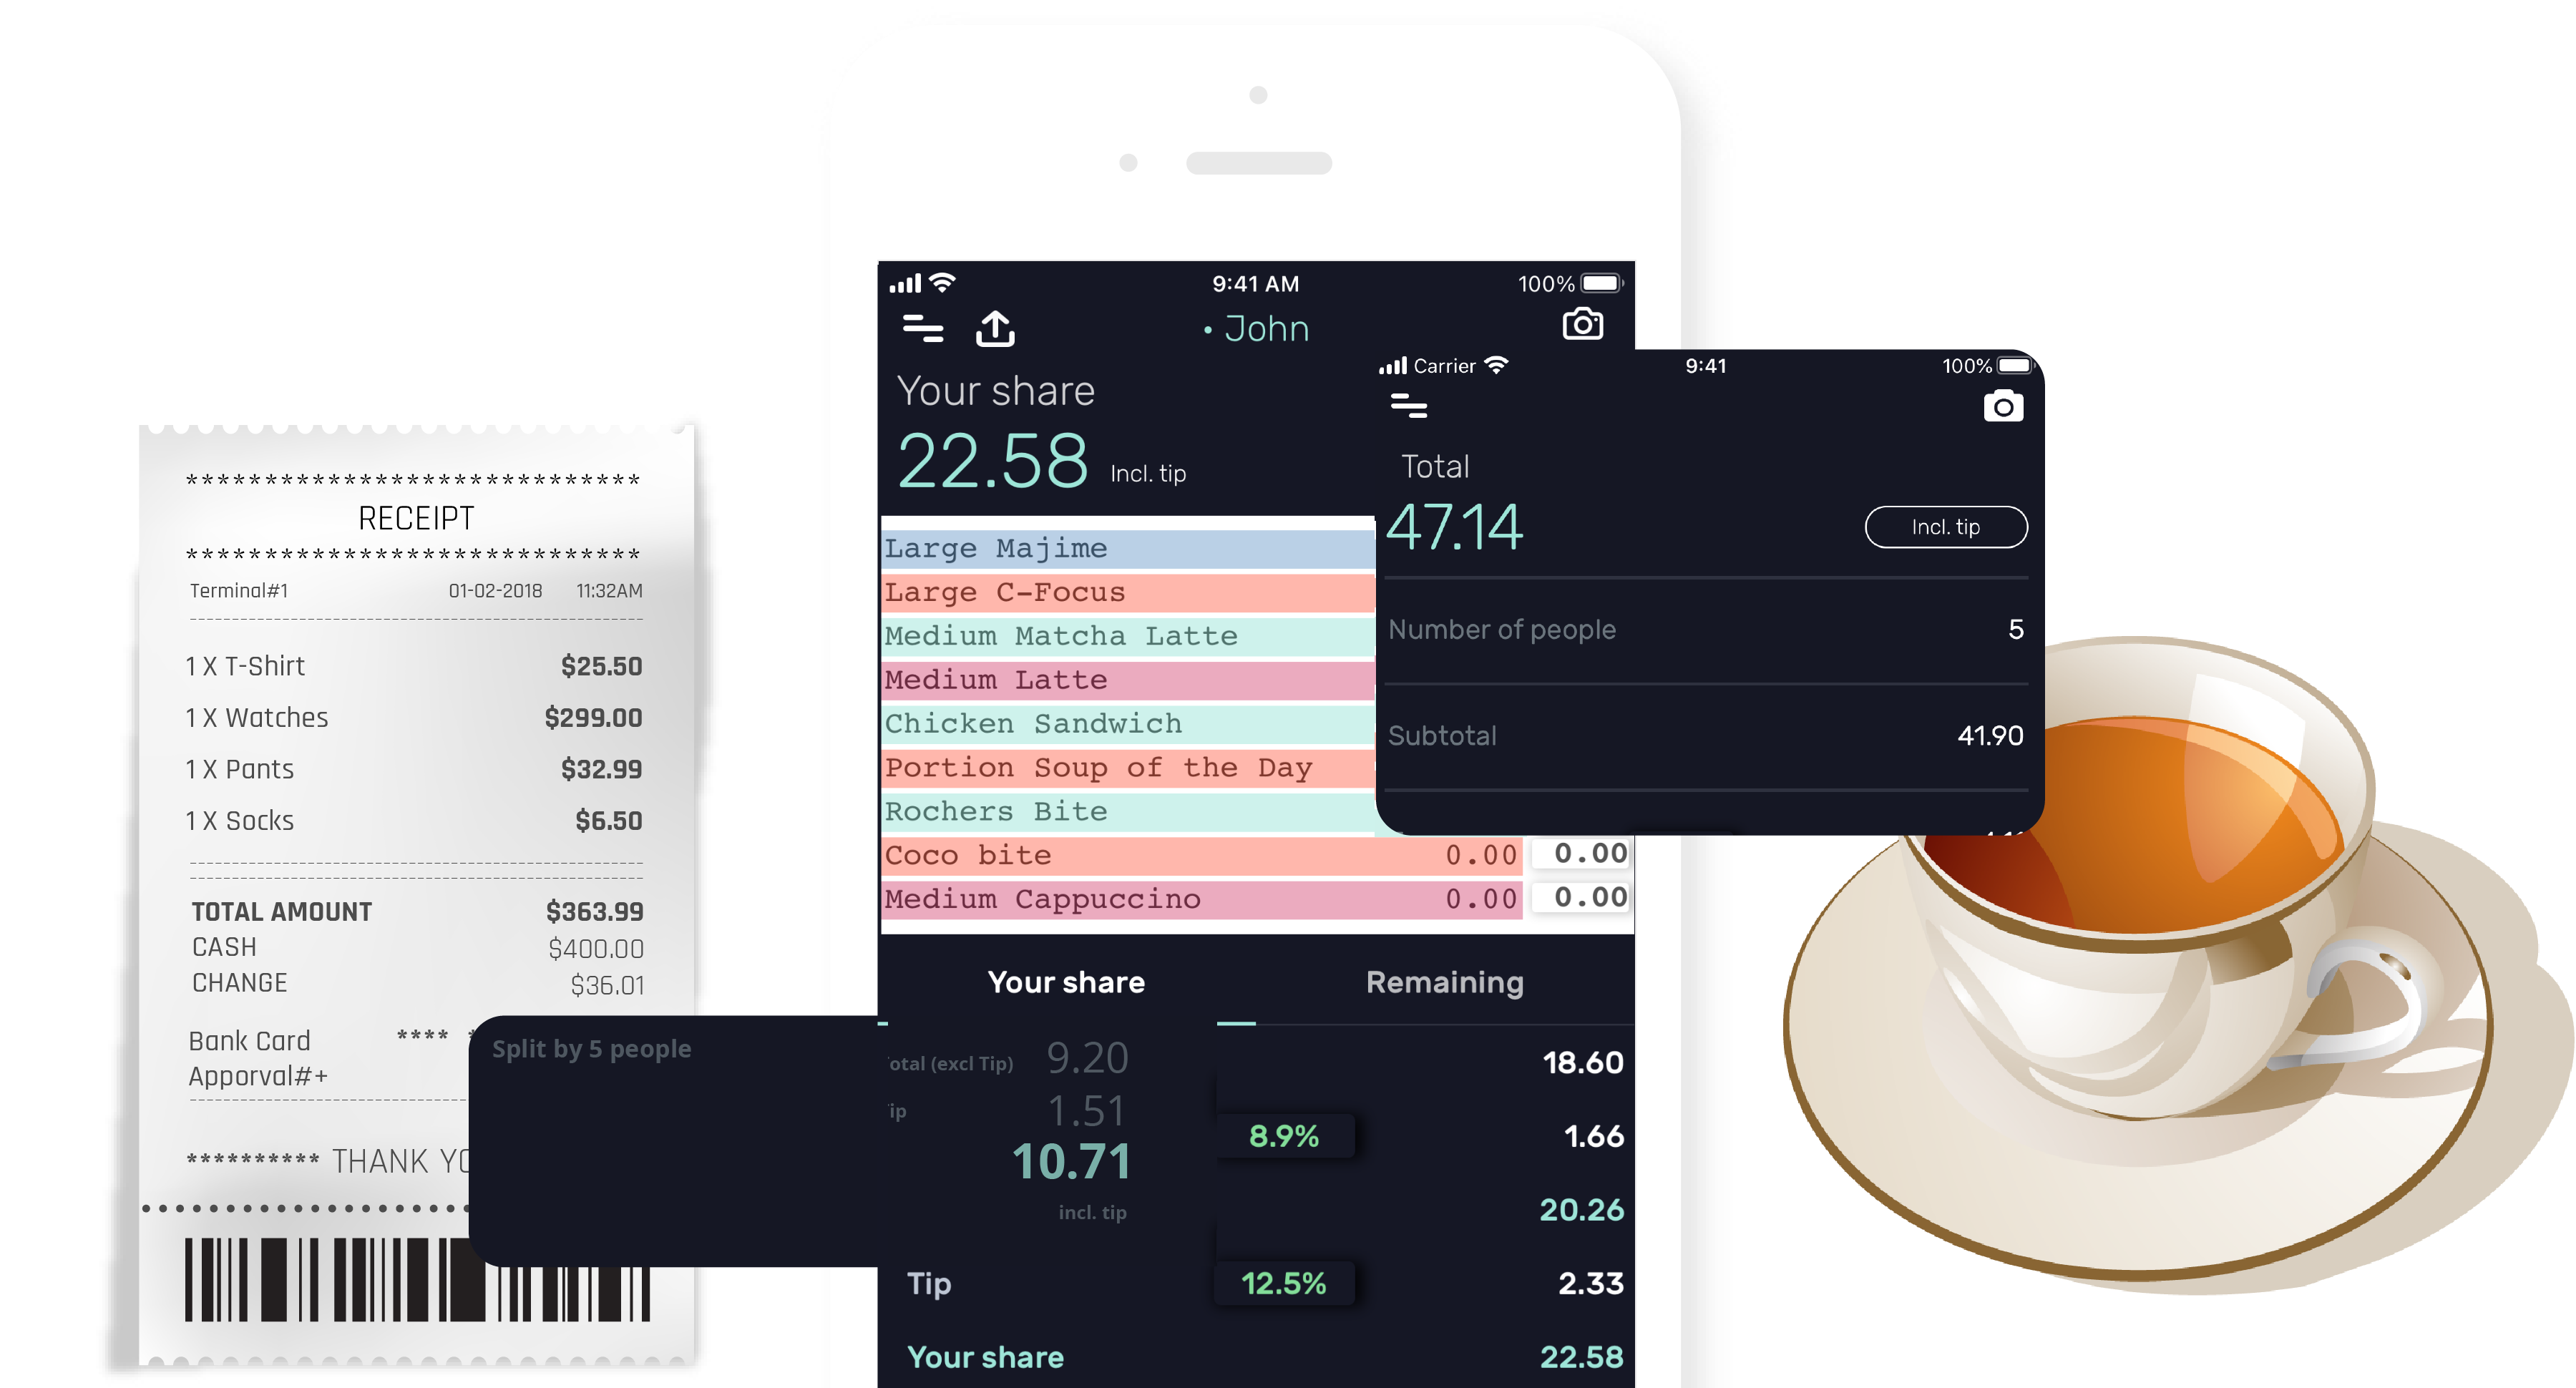 ****************************
RECEIPT
****************************
Terminal#1 01-02-2018 11:32AM
1 X T-Shirt $25.50
1 X Watches $299.00
1 X Pants $32.99
1 X Socks $6.50
TOTAL AMOUNT $363.99
CASH $400.00
CHANGE $36.01
Bank Card ****
Apporval#+
********** THANK
9:41 AM 100%
• John
Your share
22.58 Incl. tip
Large Majime
Large C-Focus
Medium Matcha Latte
Medium Latte
Chicken Sandwich
Portion Soup of the Day
Rochers Bite
Coco bite 0.00 0.00
Medium Cappuccino 0.00 0.00
Carrier 9:41 100%
Total
47.14 Incl. tip
Number of people 5
Subtotal 41.90
Your share Remaining
Split by 5 people
(excl Tip) 9.20
1.51
10.71
incl. tip
18.60
8.9% 1.66
20.26
Tip 12.5% 2.33
Your share 22.58